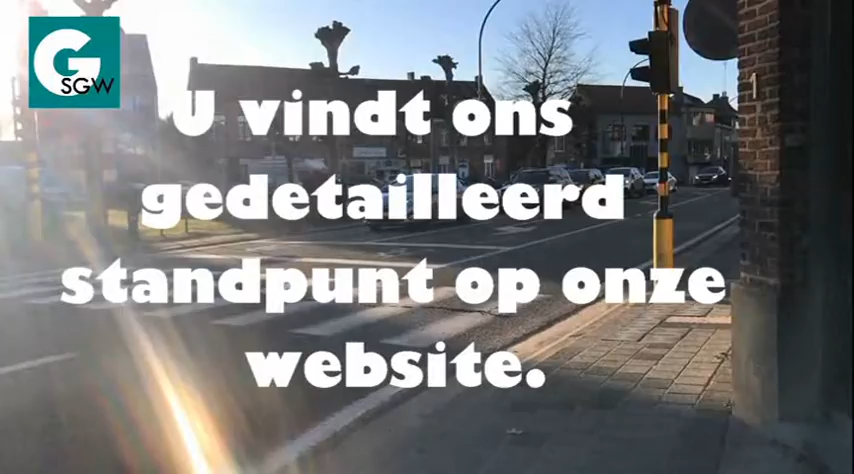 G
SGW
U vindt ons
gedetailleerd
standpunt op onze
website.